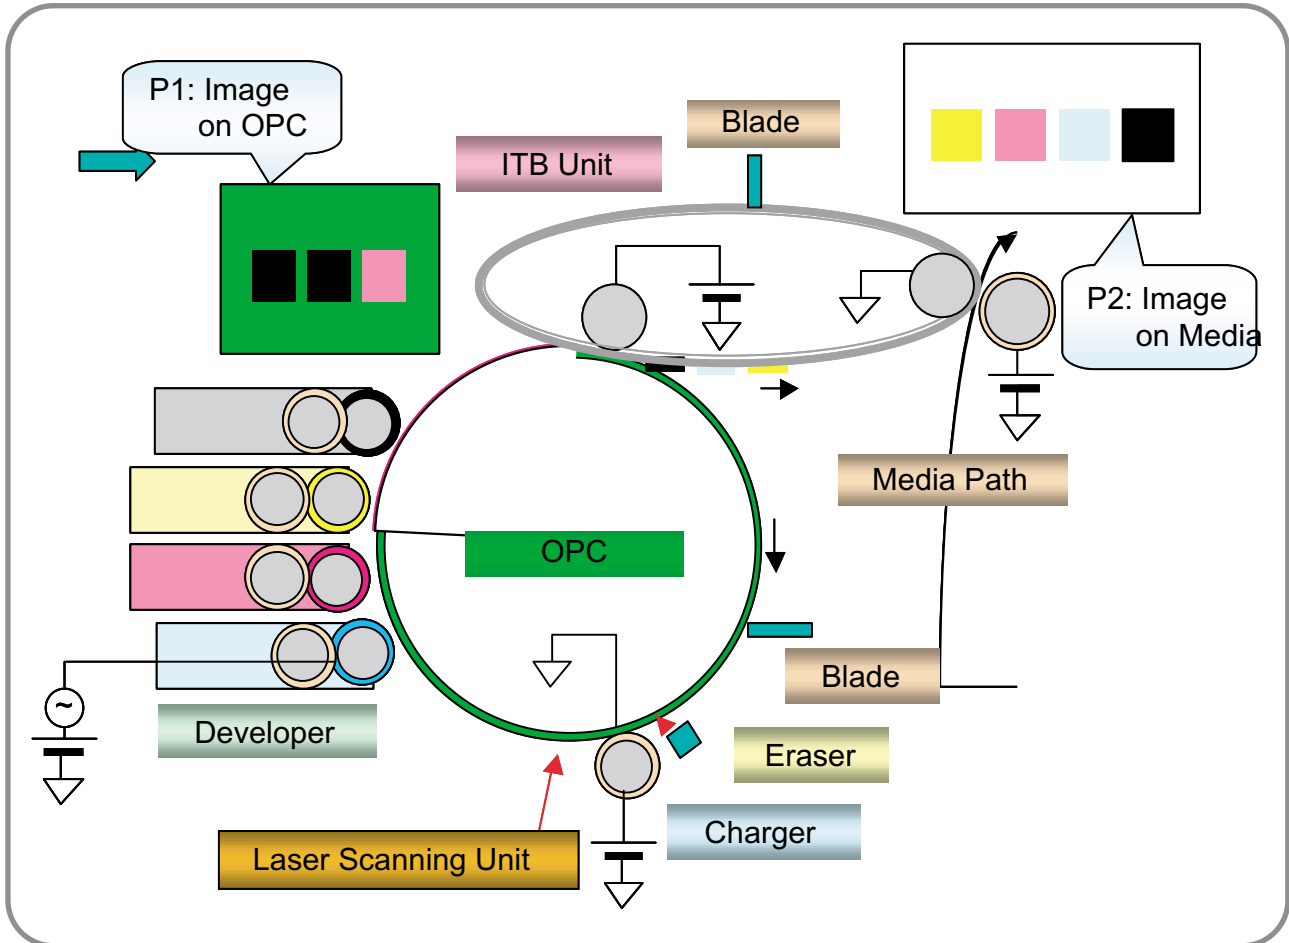 P1: Image
on OPC
Blade
ITB Unit
P2: Image
on Media
Media Path
OPC
Blade
Developer
~
Eraser
Charger
Laser Scanning Unit